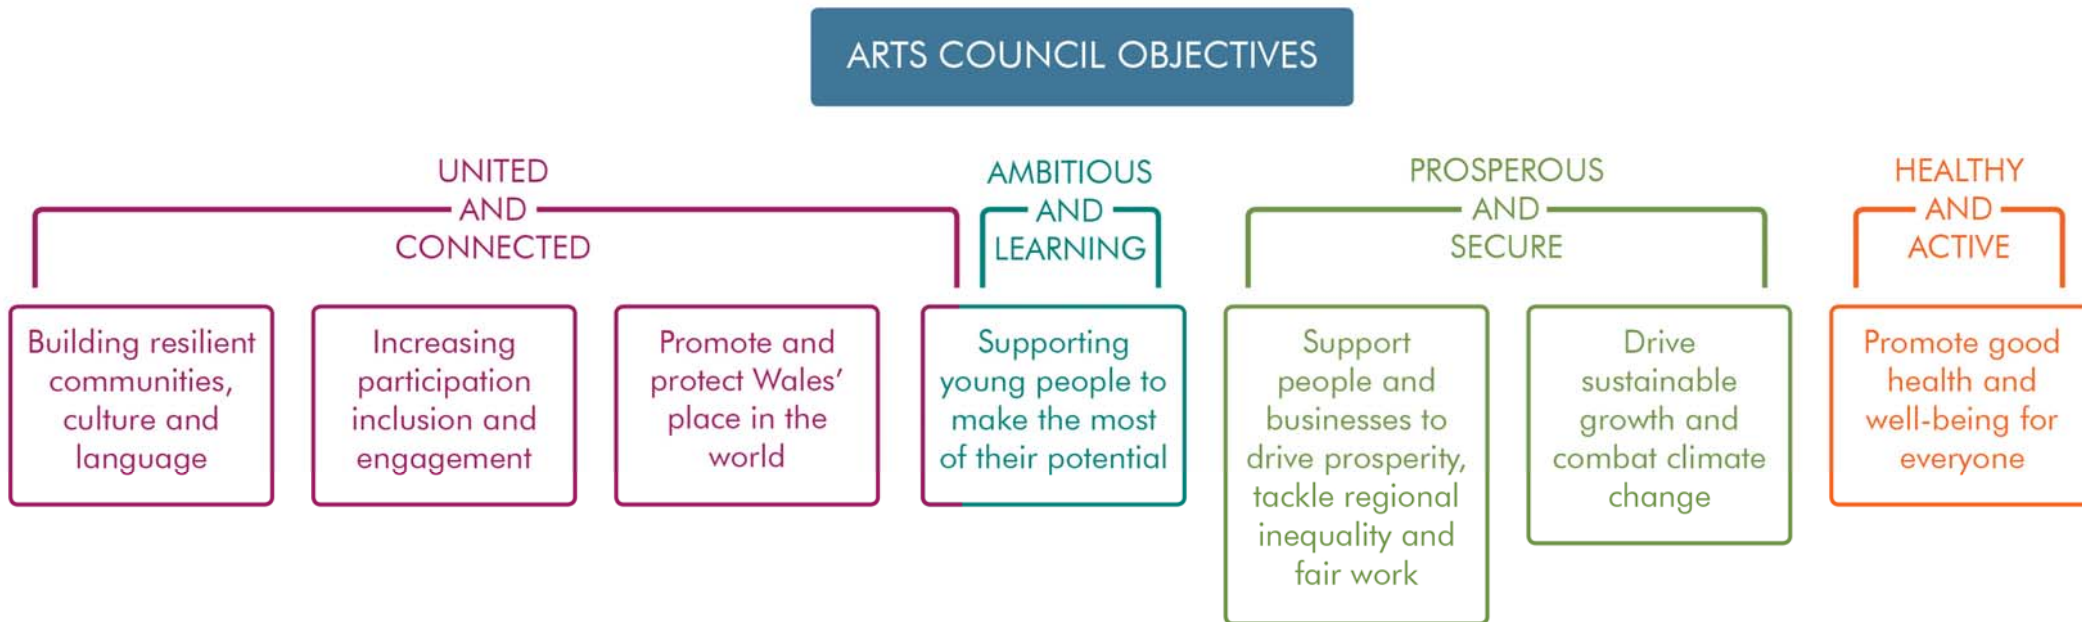 ARTS COUNCIL OBJECTIVES
UNITED
AND
CONNECTED
AMBITIOUS
AND
LEARNING
PROSPEROUS
AND
SECURE
HEALTHY
AND
ACTIVE
Building resilient
communities,
culture and
language
Increasing
participation
inclusion and
engagement
Promote and
protect Wales’
place in the
world
Supporting
young people to
make the most
of their potential
Support
people and
businesses to
drive prosperity,
tackle regional
inequality and
fair work
Drive
sustainable
growth and
combat climate
change
Promote good
health and
well-being for
everyone